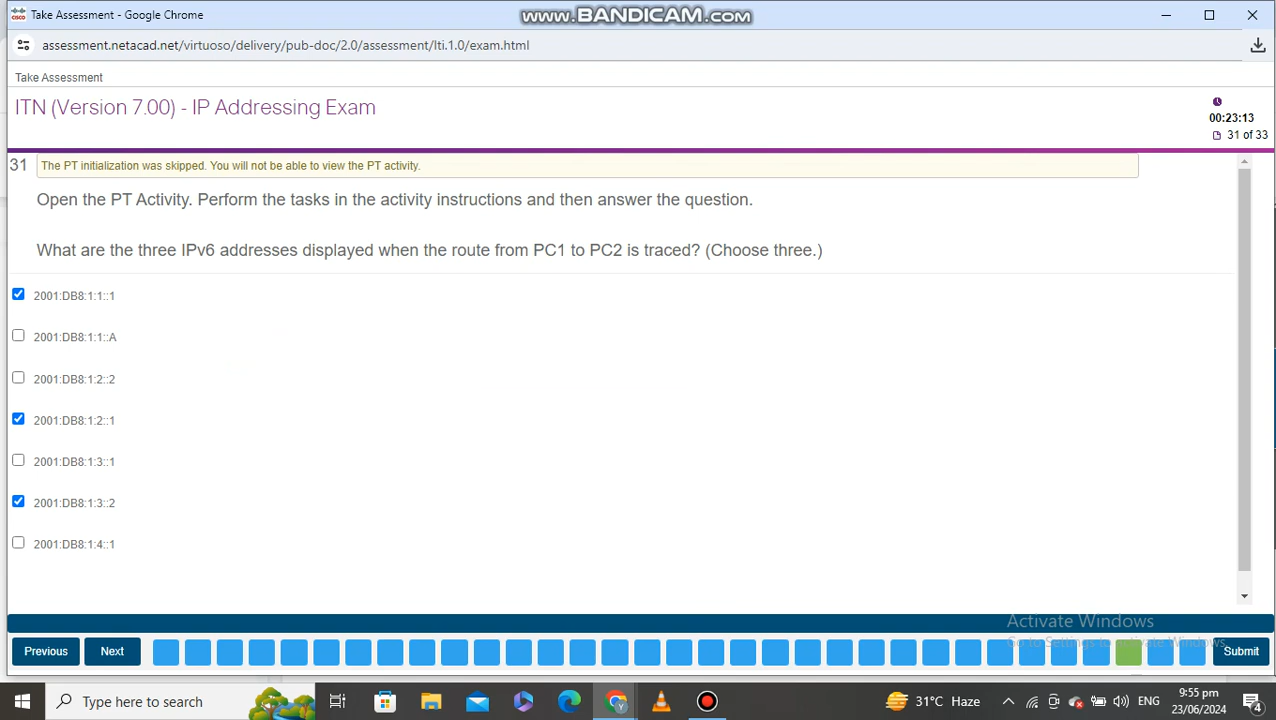 Take Assessment - Google Chrome
www.BANDICAM.com
assessment.netacad.net/virtuoso/delivery/pub-doc/2.0/assessment/lti.1.0/exam.html
Take Assessment
ITN (Version 7.00) - IP Addressing Exam
00:23:13
31 of 33
31
The PT initialization was skipped. You will not be able to view the PT activity.
Open the PT Activity. Perform the tasks in the activity instructions and then answer the question.
What are the three IPv6 addresses displayed when the route from PC1 to PC2 is traced? (Choose three.)
2001:DB8:1:1::1
2001:DB8:1:1::A
2001:DB8:1:2::2
2001:DB8:1:2::1
2001:DB8:1:3::1
2001:DB8:1:3::2
2001:DB8:1:4::1
Activate Windows
Go to Settings to activate Windows.
Previous
Next
Submit
Type here to search
31°C Haze
ENG
9:55 pm
23/06/2024
4